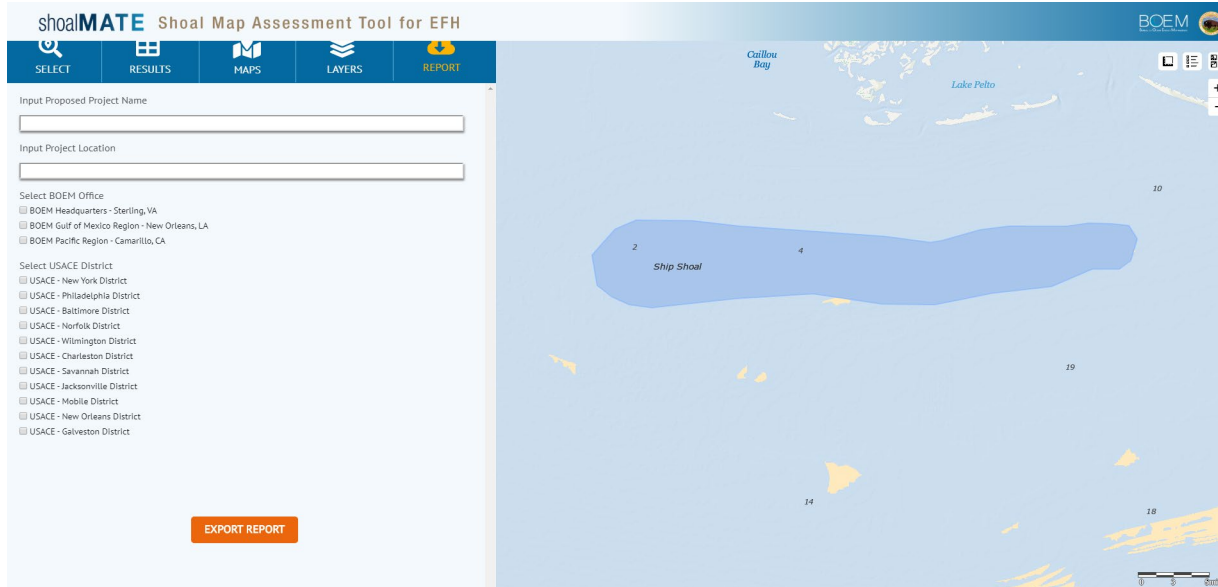 shoalMATE Shoal Map Assessment Tool for EFH
BOEM
SELECT RESULTS MAPS LAYERS REPORT
Input Proposed Project Name
Input Project Location
Select BOEM Office
BOEM Headquarters - Sterling, VA
BOEM Gulf of Mexico Region - New Orleans, LA
BOEM Pacific Region - Camarillo, CA
Select USACE District
USACE - New York District
USACE - Philadelphia District
USACE - Baltimore District
USACE - Norfolk District
USACE - Wilmington District
USACE - Charleston District
USACE - Savannah District
USACE - Jacksonville District
USACE - Mobile District
USACE - New Orleans District
USACE - Galveston District
EXPORT REPORT
Caillou
Bay
Lake Pelto
10
2
4
Ship Shoal
19
14
18
0 3